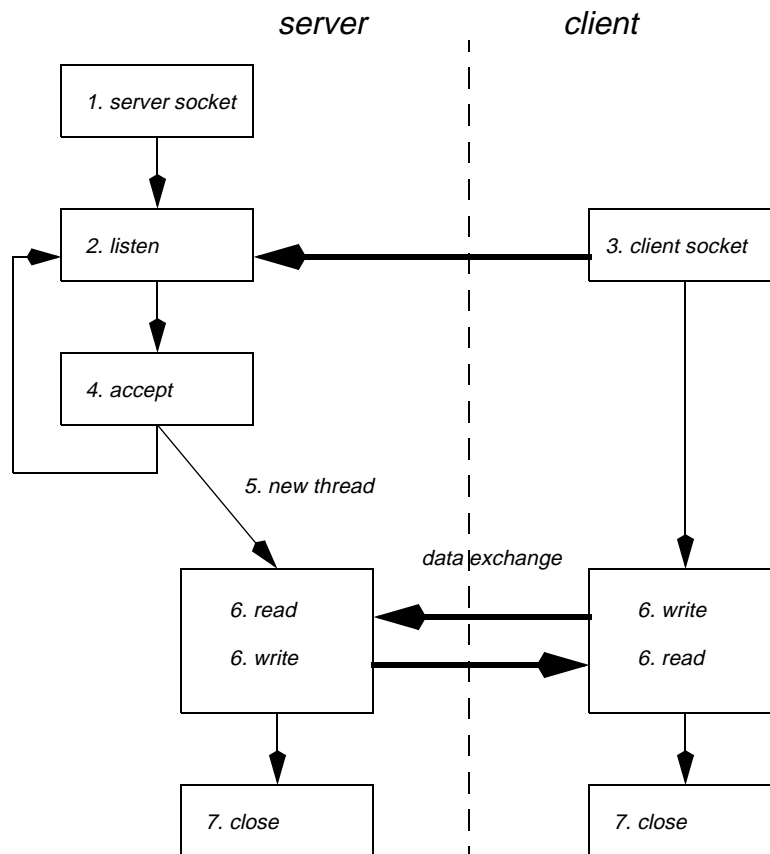 server
client
1. server socket
2. listen
3. client socket
4. accept
5. new thread
data exchange
6. read
6. write
6. write
6. read
7. close
7. close